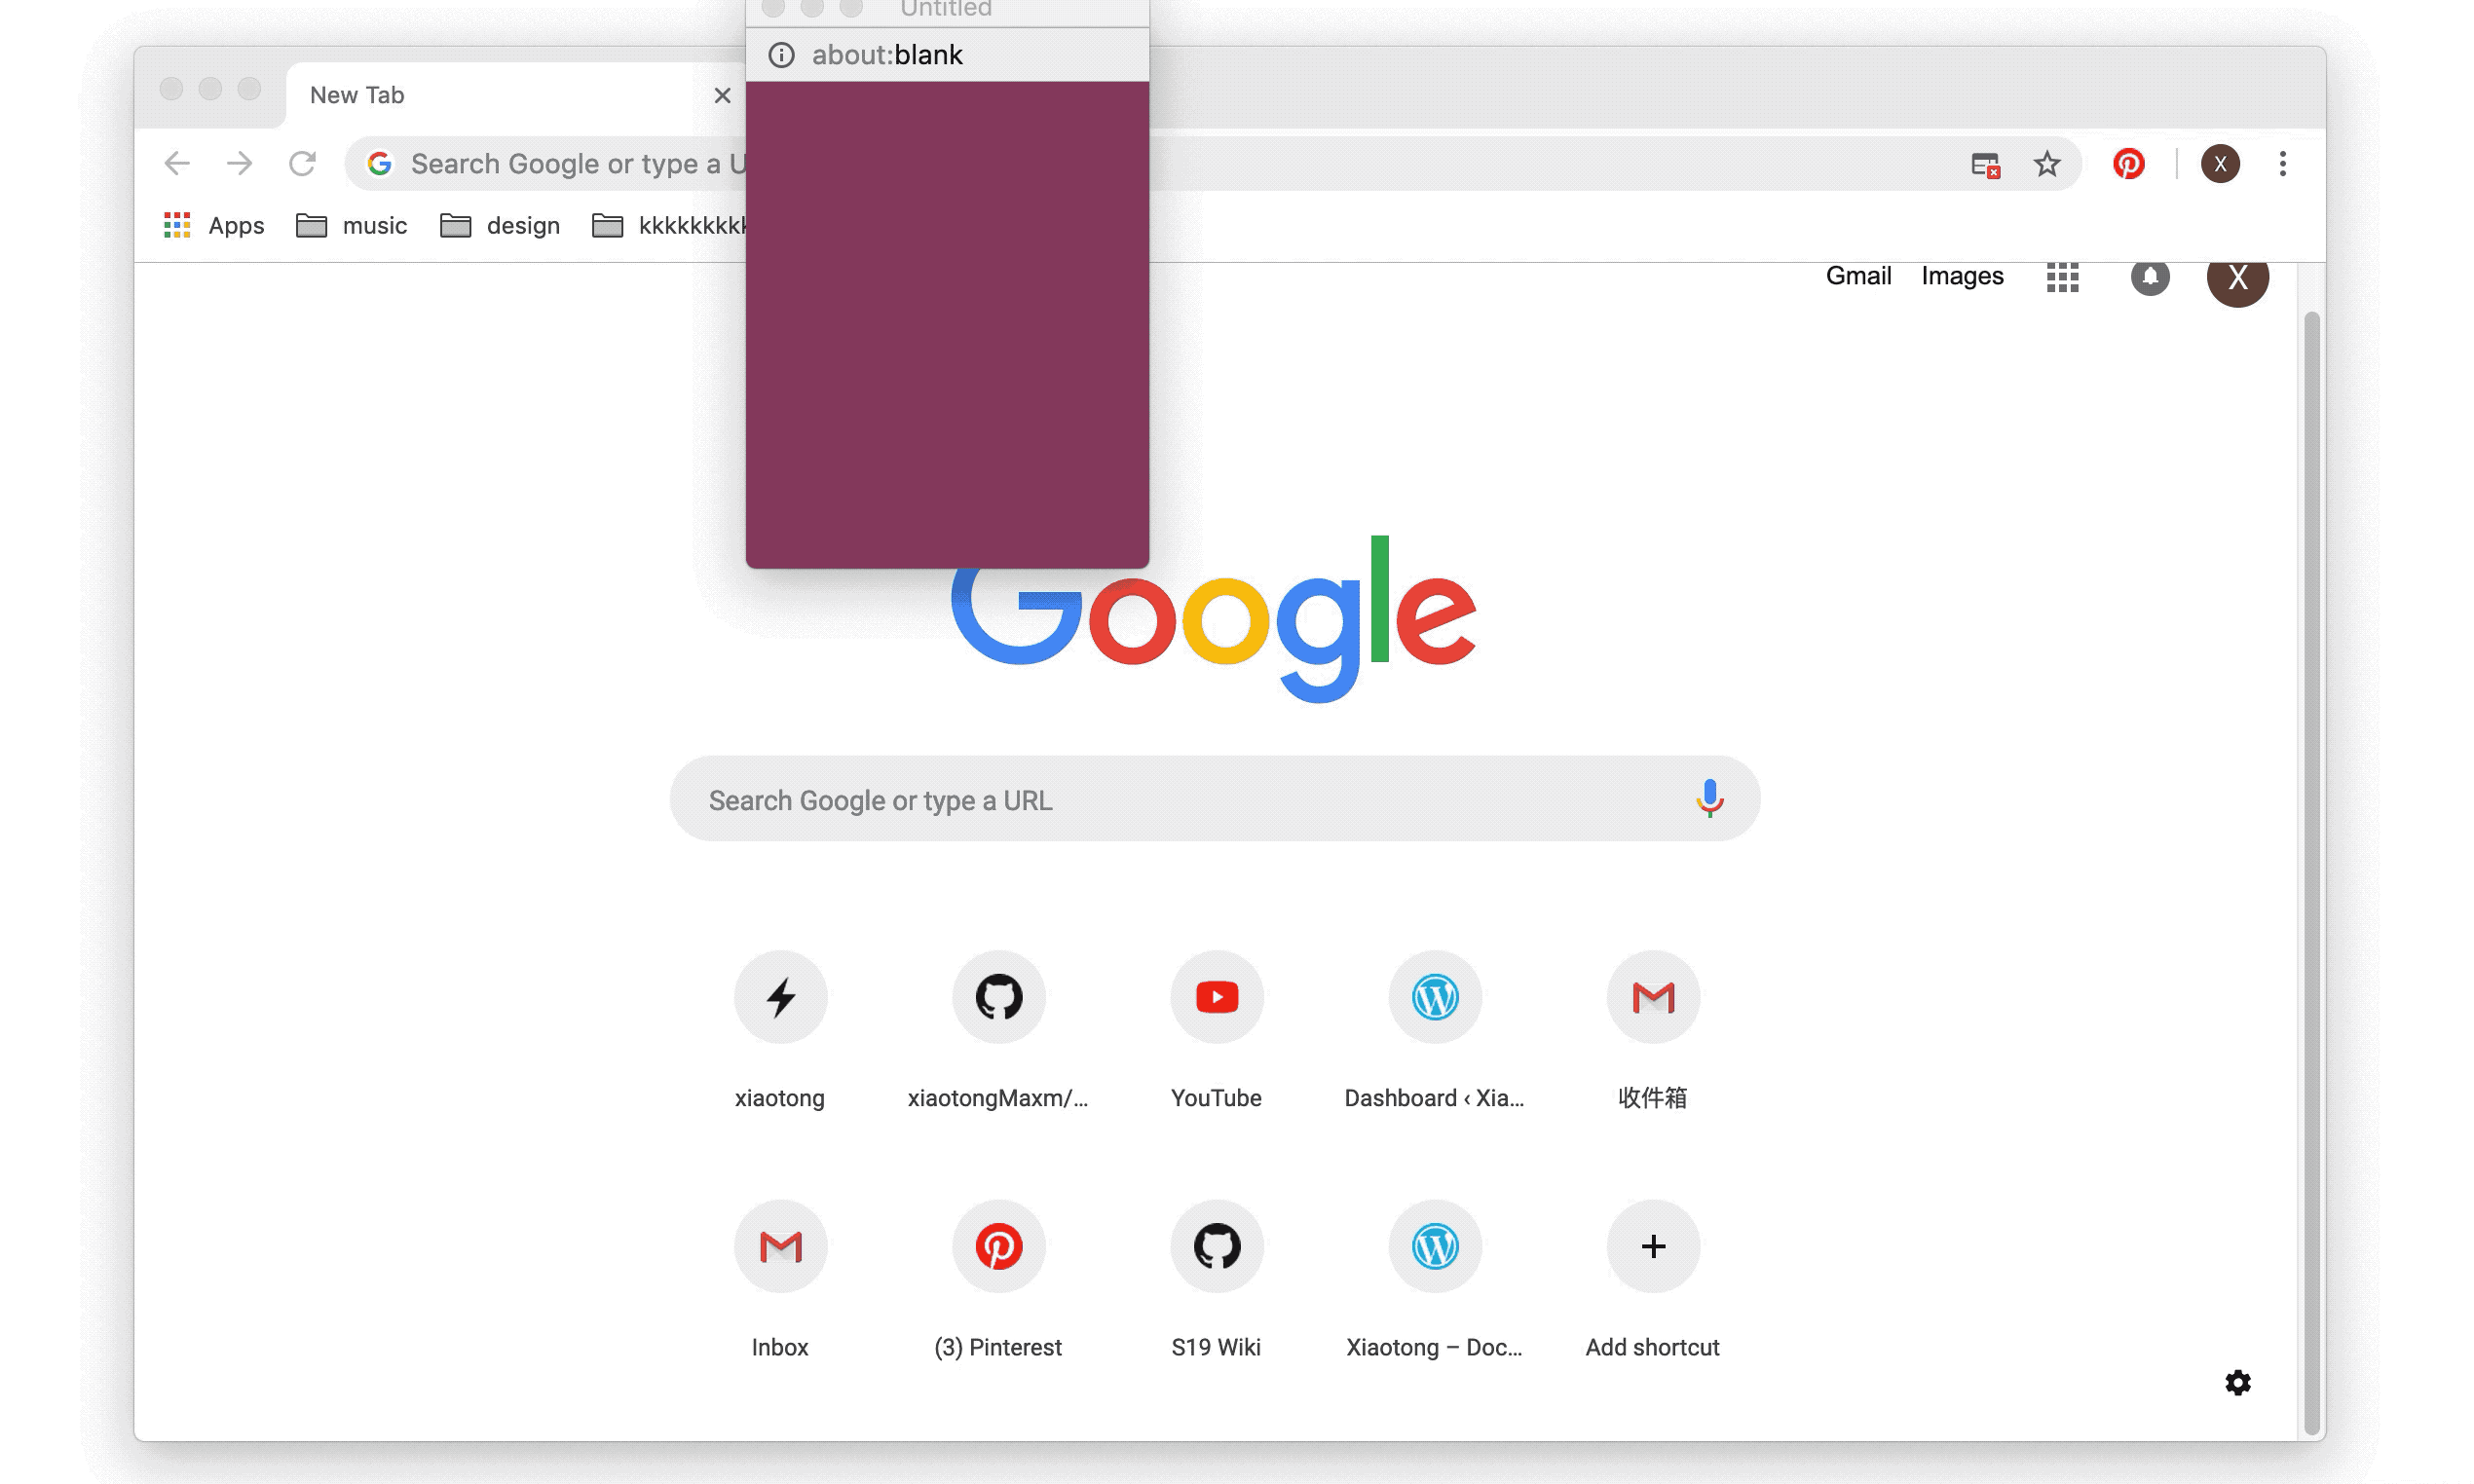 Untitled
about:blank
New Tab
Search Google or type a U
Apps music design kkkkkkkkk
X
Gmail Images X
Google
Search Google or type a URL
xiaotong xiaotongMaxm/... YouTube Dashboard ‹ Xia... 收件箱
Inbox (3) Pinterest S19 Wiki Xiaotong – Doc... Add shortcut